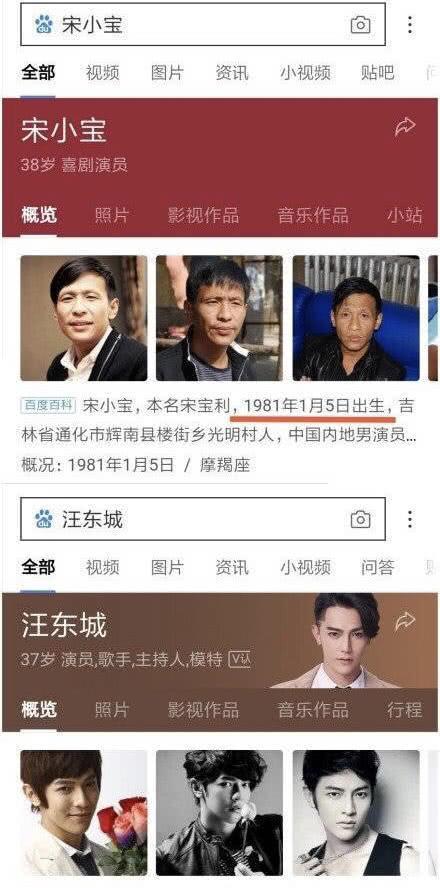 宋小宝
全部 视频 图片 资讯 小视频 贴吧
宋小宝
38岁 喜剧演员
概览 照片 影视作品 音乐作品 小站
百度百科 宋小宝，本名宋宝利，1981年1月5日出生，吉
林省通化市辉南县楼街乡光明村人，中国内地男演员...
概况: 1981年1月5日 / 摩羯座
汪东城
全部 视频 图片 资讯 小视频 问答
汪东城
37岁 演员,歌手,主持人,模特 V认
概览 照片 影视作品 音乐作品 行程